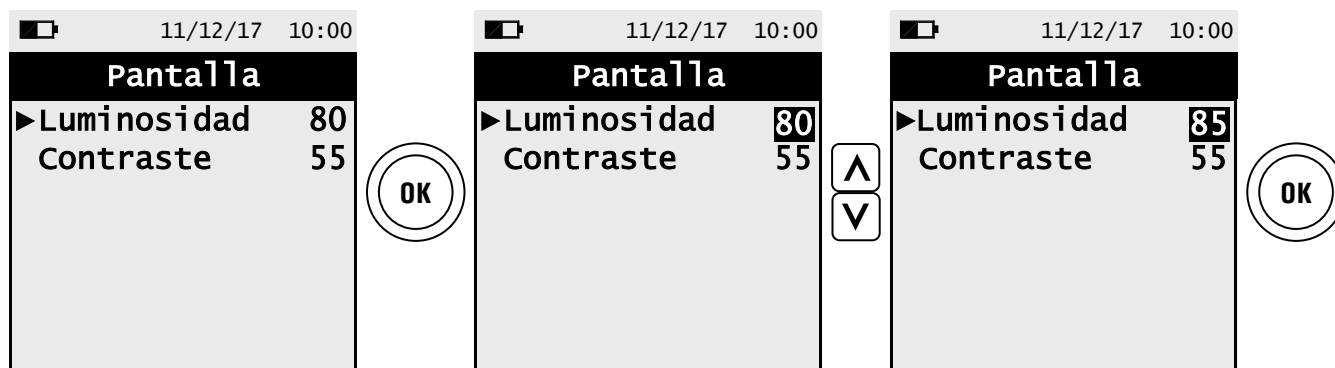 11/12/17 10:00
Pantalla
►Luminosidad 80
Contraste 55
OK
11/12/17 10:00
Pantalla
►Luminosidad 80
Contraste 55
11/12/17 10:00
Pantalla
►Luminosidad 85
Contraste 55
OK